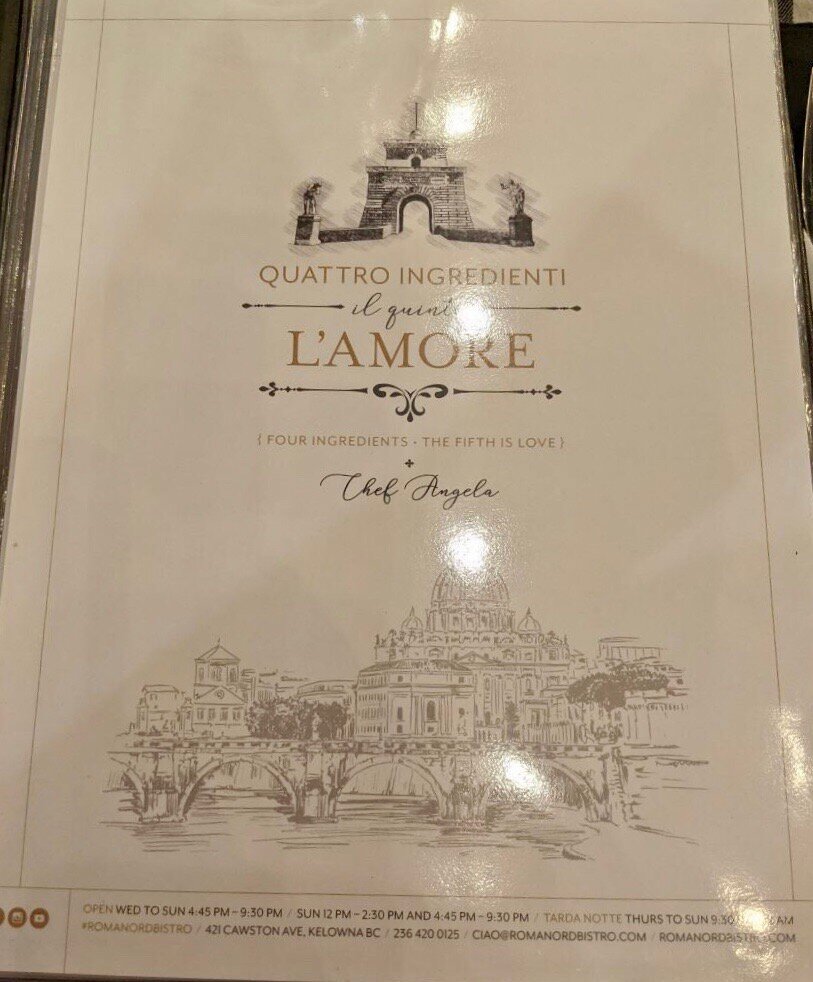 QUATTRO INGREDIENTI
il
L'AMORE
{ FOUR INGREDIENTS • THE FIFTH IS LOVE }
Chef Angela
OPEN WED TO SUN 4:45 PM – 9:30 PM / SUN 12 PM – 2:30 PM AND 4:45 PM – 9:30 PM / TARDA NOTTE THURS TO SUN 9:30 AM
#ROMANORDBISTRO / 421 CAWSTON AVE, KELOWNA BC / 236 420 0125 / CIAO@ROMANORDBISTRO.COM / ROMANORDBISTRO.COM